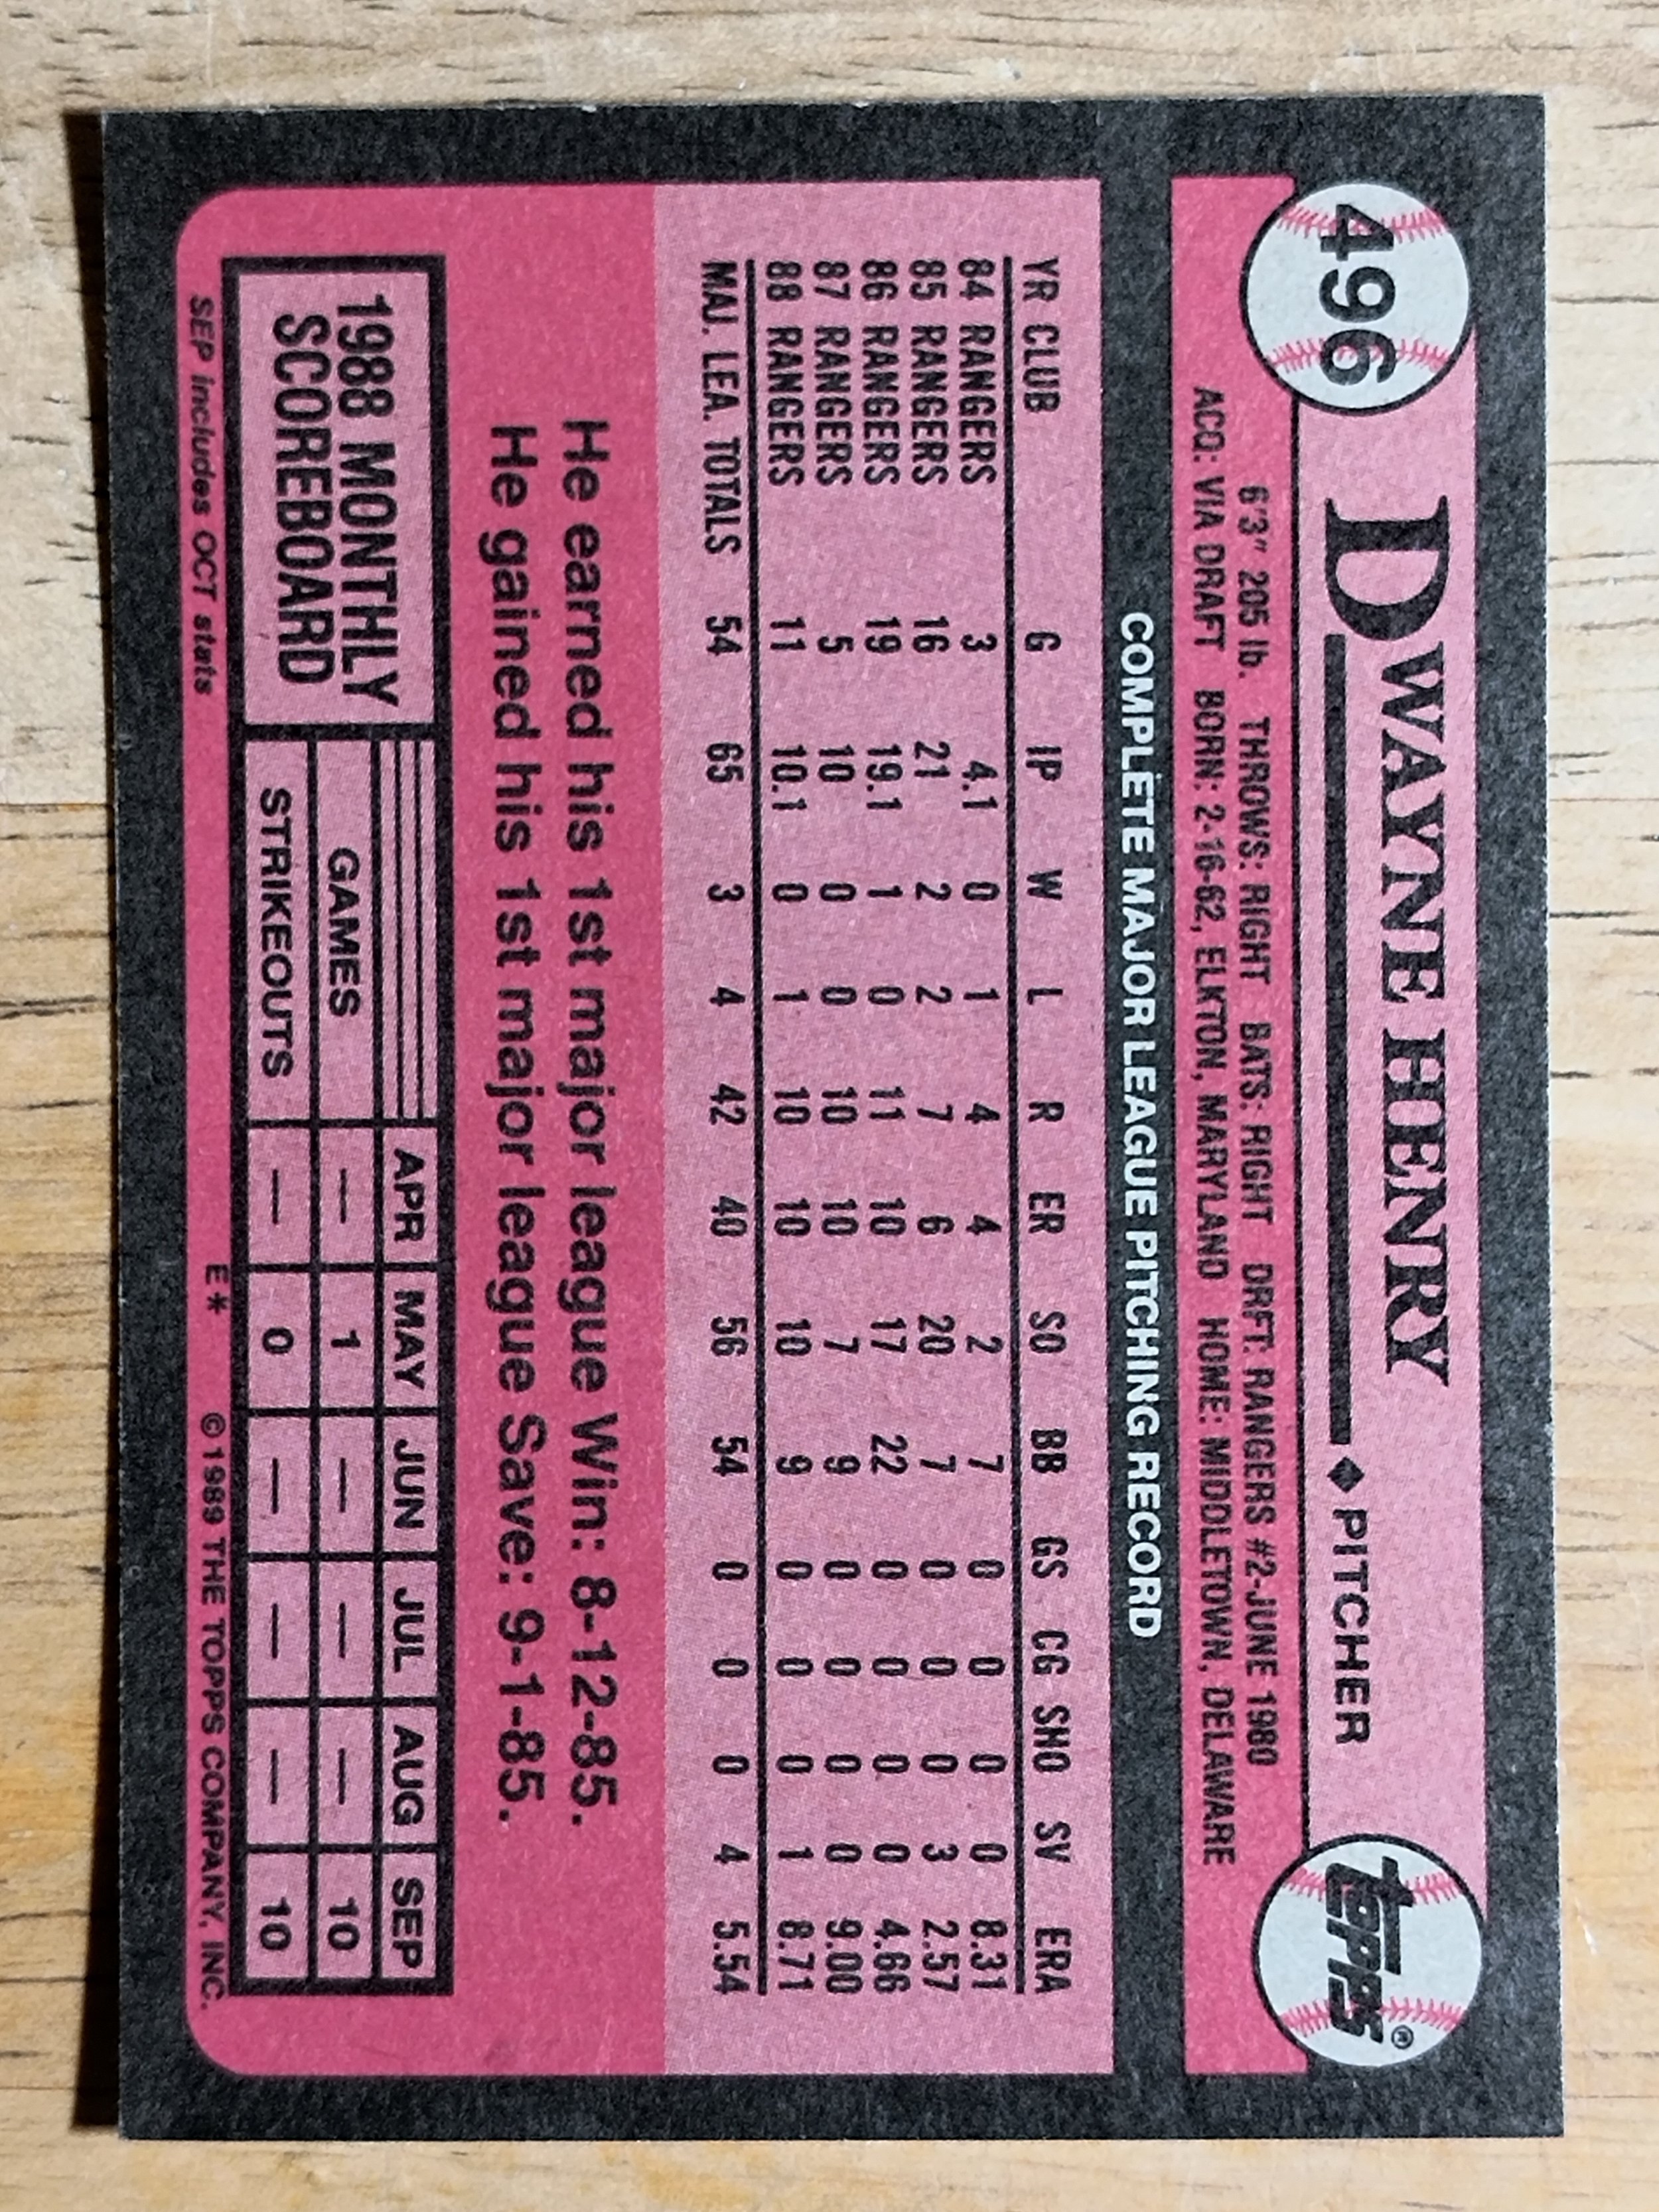 496
DWAYNE HENRY ◆ PITCHER
topps®
6'3" 205 lb. THROWS: RIGHT BATS: RIGHT DRFT: RANGERS #2-JUNE 1980
ACQ: VIA DRAFT BORN: 2-16-62, ELKTON, MARYLAND HOME: MIDDLETOWN, DELAWARE
COMPLETE MAJOR LEAGUE PITCHING RECORD
YR CLUB G IP W L R ER SO BB GS CG SHO SV ERA
84 RANGERS 3 4.1 0 1 4 4 2 7 0 0 0 0 8.31
85 RANGERS 16 21 2 2 7 6 20 7 0 0 0 3 2.57
86 RANGERS 19 19.1 1 0 11 10 17 22 0 0 0 0 4.66
87 RANGERS 5 10 0 0 10 10 7 9 0 0 0 0 9.00
88 RANGERS 11 10.1 0 1 10 10 10 9 0 0 0 1 8.71
MAJ. LEA. TOTALS 54 65 3 4 42 40 56 54 0 0 0 4 5.54
He earned his 1st major league Win: 8-12-85.
He gained his 1st major league Save: 9-1-85.
1988 MONTHLY
SCOREBOARD
APR MAY JUN JUL AUG SEP
GAMES — 1 — — — 10
STRIKEOUTS — 0 — — — 10
SEP includes OCT stats E* © 1989 THE TOPPS COMPANY, INC.